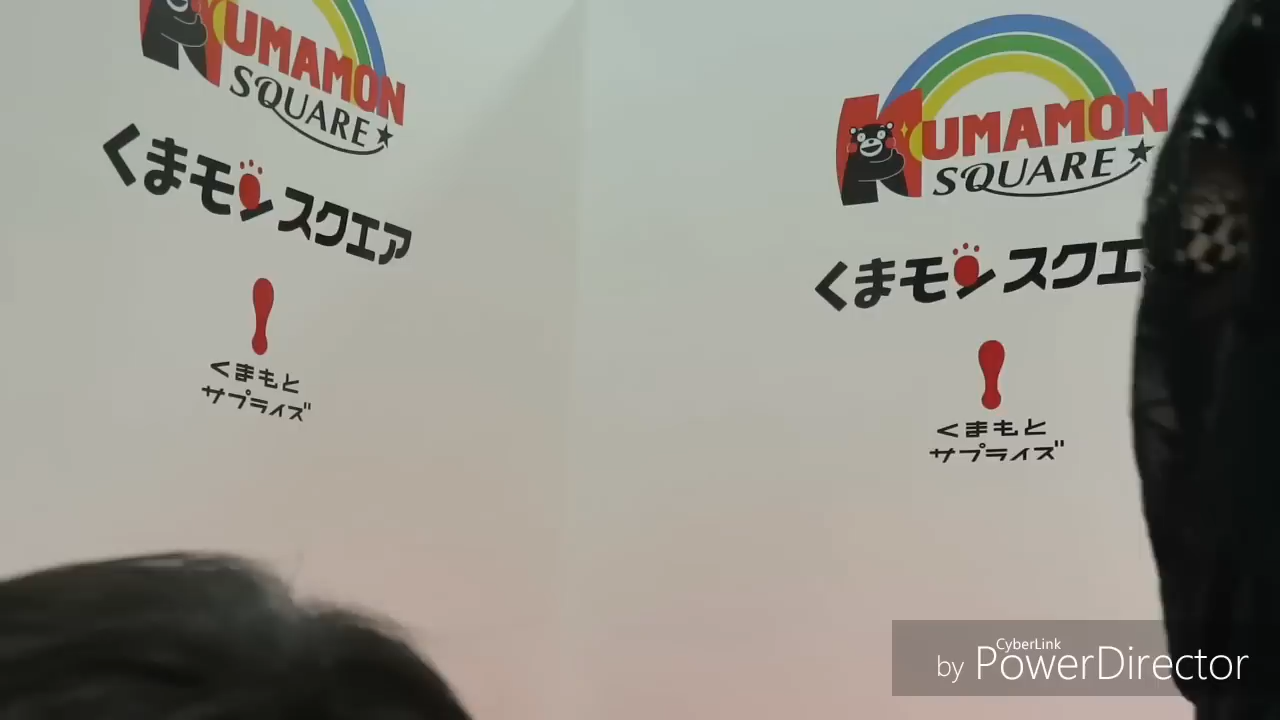 KUMAMON
SQUARE
くまモン スクエア
くまもと
サプライズ
KUMAMON
SQUARE
くまモン スクエ
くまもと
サプライズ
CyberLink
by PowerDirector